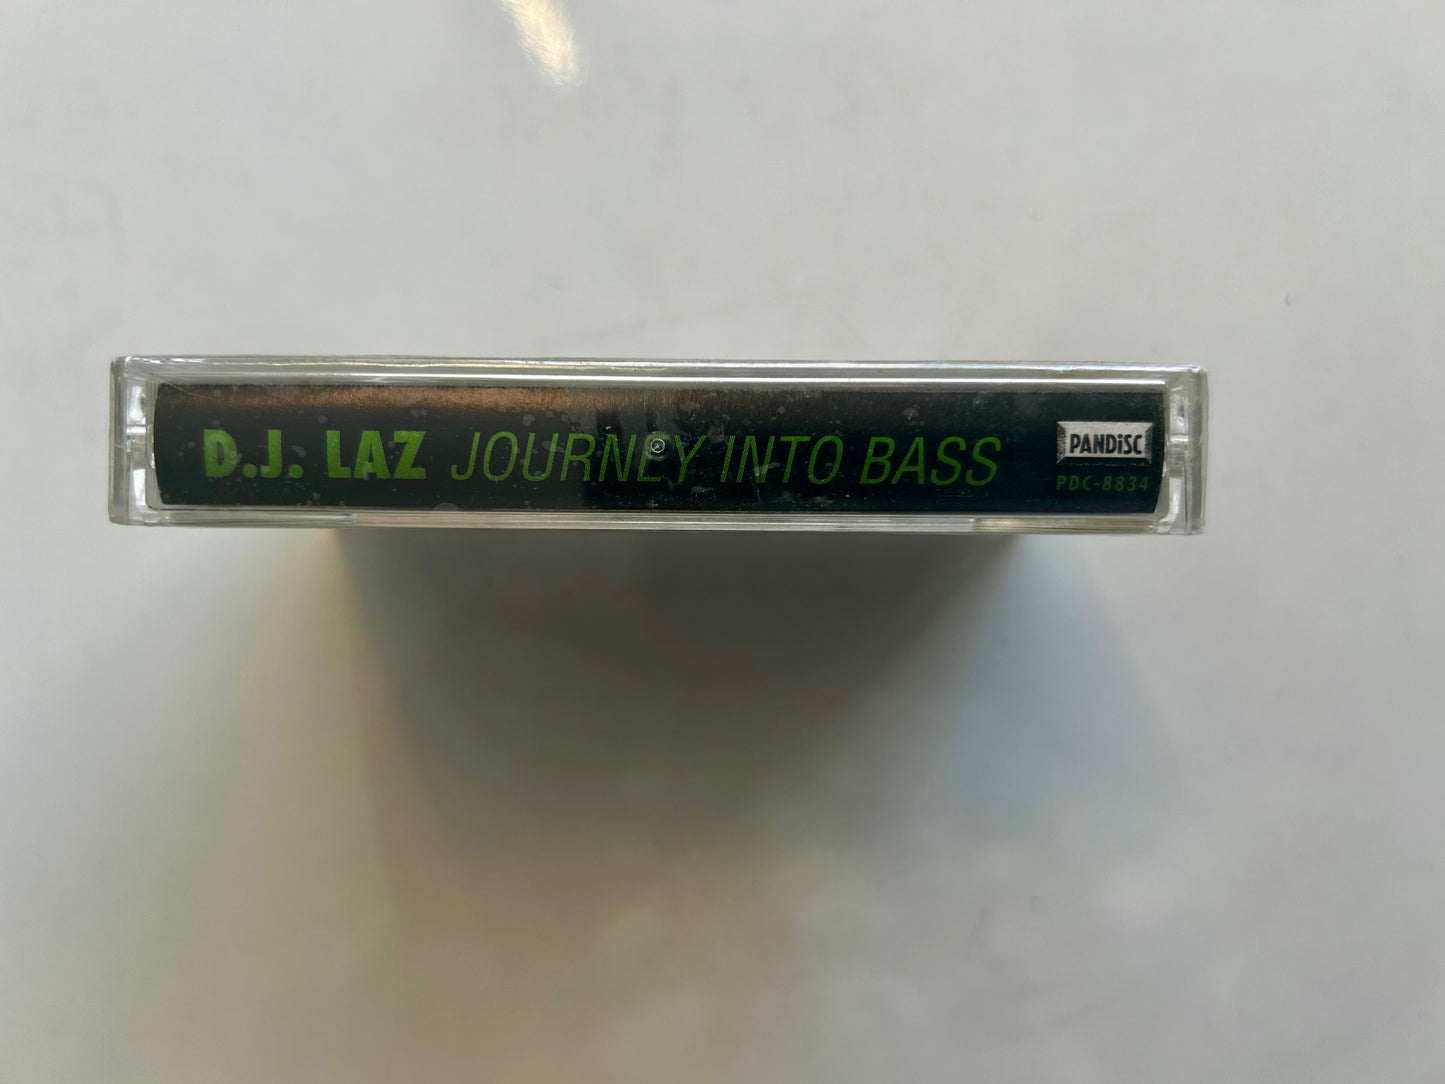 D.J. LAZ JOURNEY INTO BASS
PANDiSC
PDC-8834